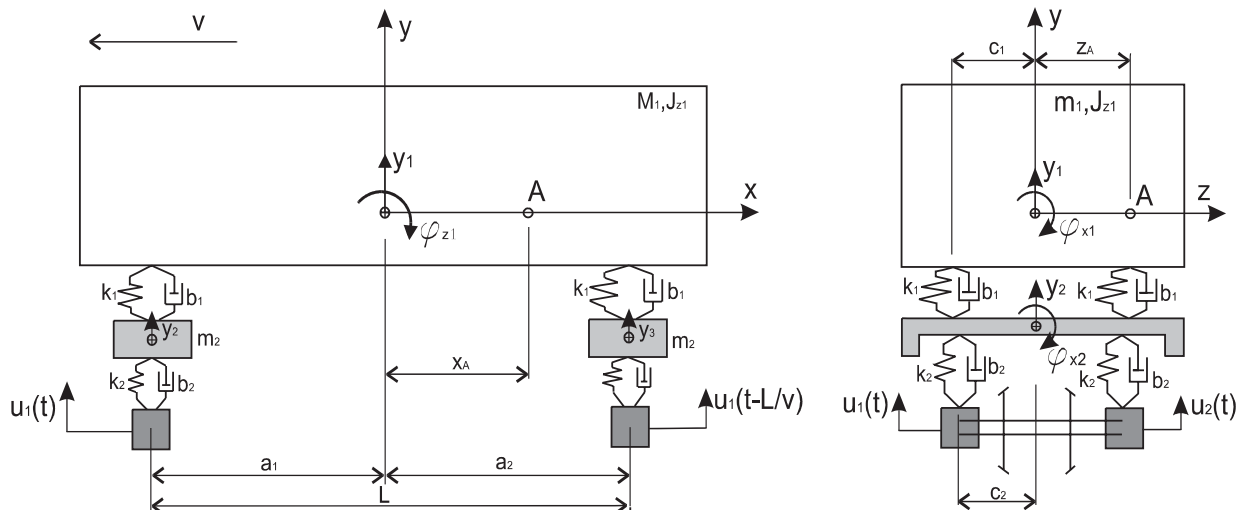 v
y
M₁,Jz₁
y₁
φz1
A
x
k₁
b₁
k₁
b₁
y₂
m₂
y₃
m₂
k₂
b₂
xA
u₁(t)
u₁(t-L/v)
a₁
a₂
L
y
c₁
zA
m₁,Jz₁
y₁
A
z
φx1
k₁
b₁
y₂
k₁
b₁
φx2
k₂
b₂
k₂
b₂
u₁(t)
u₂(t)
c₂